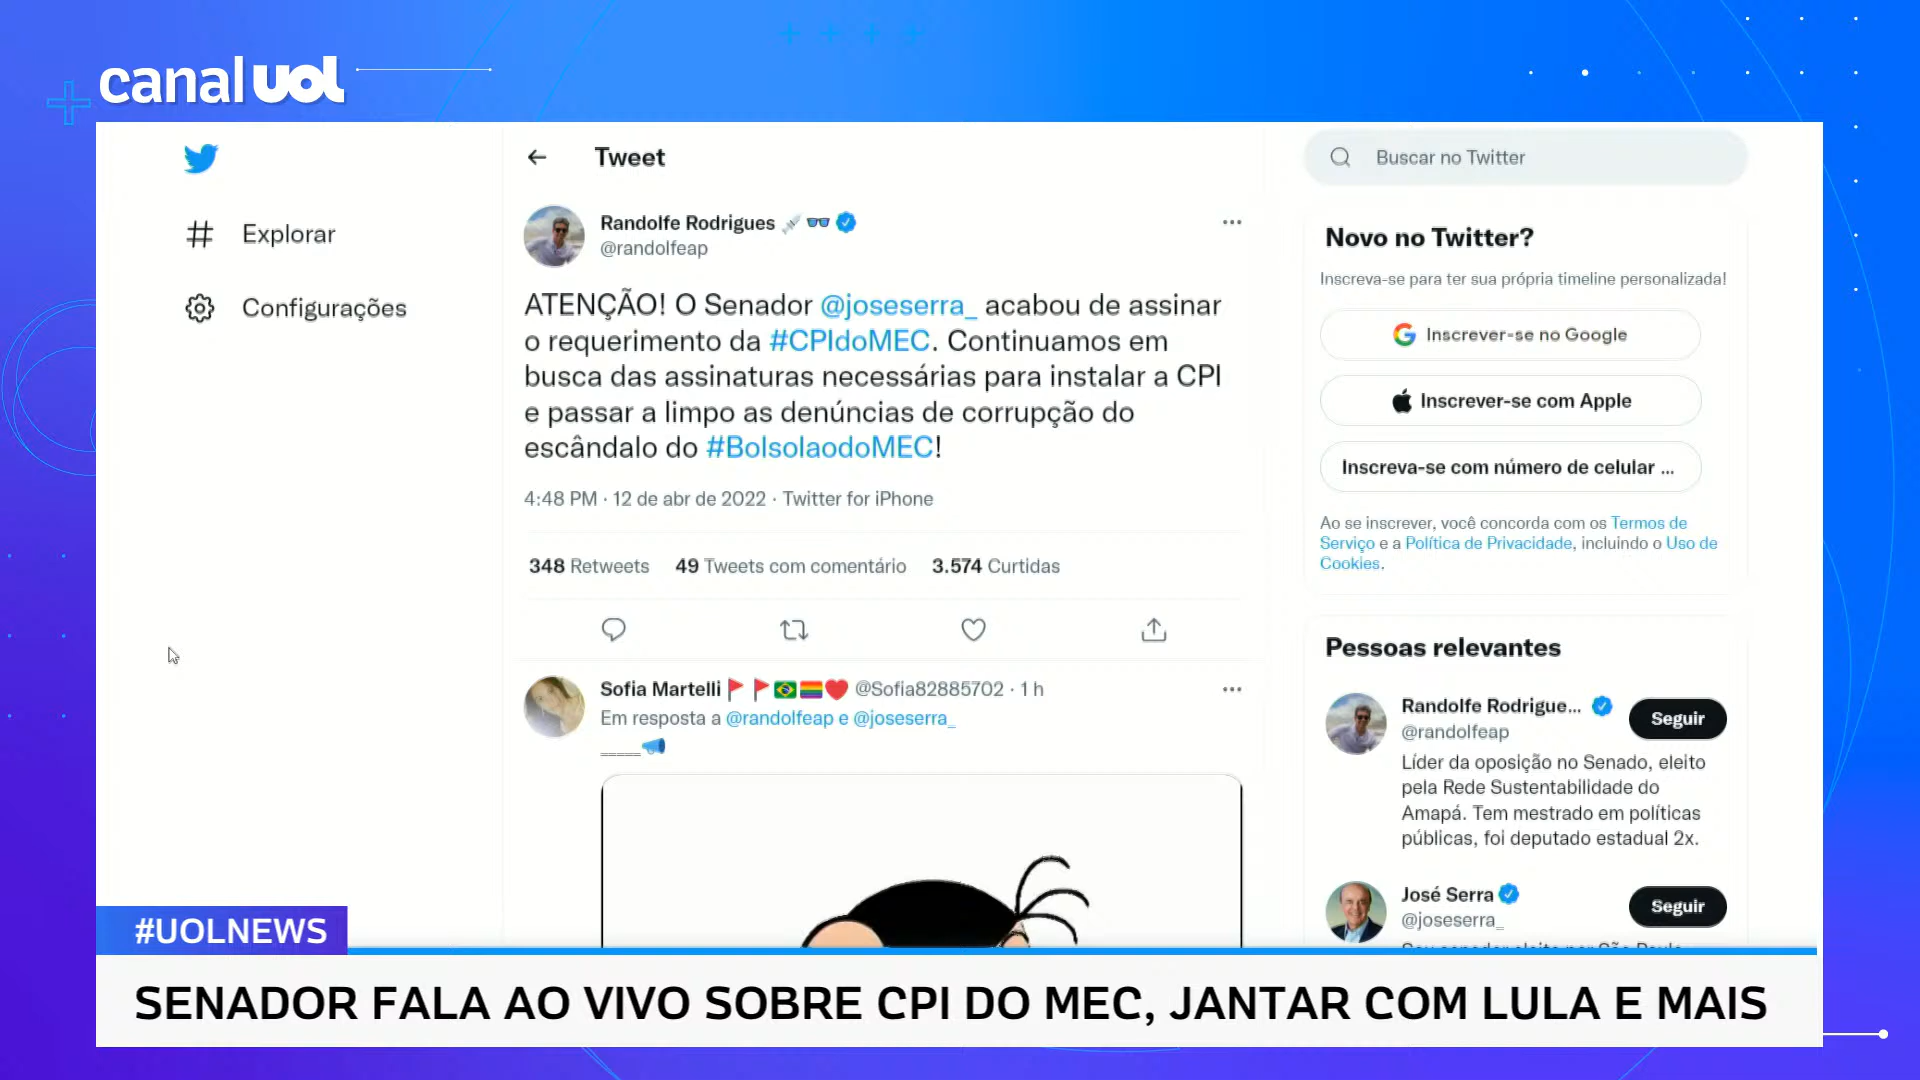 canal uol
Explorar
Configurações
Tweet
Randolfe Rodrigues
@randolfeap
ATENÇÃO! O Senador @joseserra_ acabou de assinar
o requerimento da #CPIdoMEC. Continuamos em
busca das assinaturas necessárias para instalar a CPI
e passar a limpo as denúncias de corrupção do
escândalo do #BolsolaodoMEC!
4:48 PM · 12 de abr de 2022 · Twitter for iPhone
348 Retweets 49 Tweets com comentário 3.574 Curtidas
Sofia Martelli @Sofia82885702 · 1 h
Em resposta a @randolfeap e @joseserra_
Buscar no Twitter
Novo no Twitter?
Inscreva-se para ter sua própria timeline personalizada!
Inscrever-se no Google
Inscrever-se com Apple
Inscreva-se com número de celular ...
Ao se inscrever, você concorda com os Termos de
Serviço e a Política de Privacidade, incluindo o Uso de
Cookies.
Pessoas relevantes
Randolfe Rodrigue...
@randolfeap
Seguir
Líder da oposição no Senado, eleito
pela Rede Sustentabilidade do
Amapá. Tem mestrado em políticas
públicas, foi deputado estadual 2x.
José Serra
@joseserra_
Seguir
#UOLNEWS
SENADOR FALA AO VIVO SOBRE CPI DO MEC, JANTAR COM LULA E MAIS